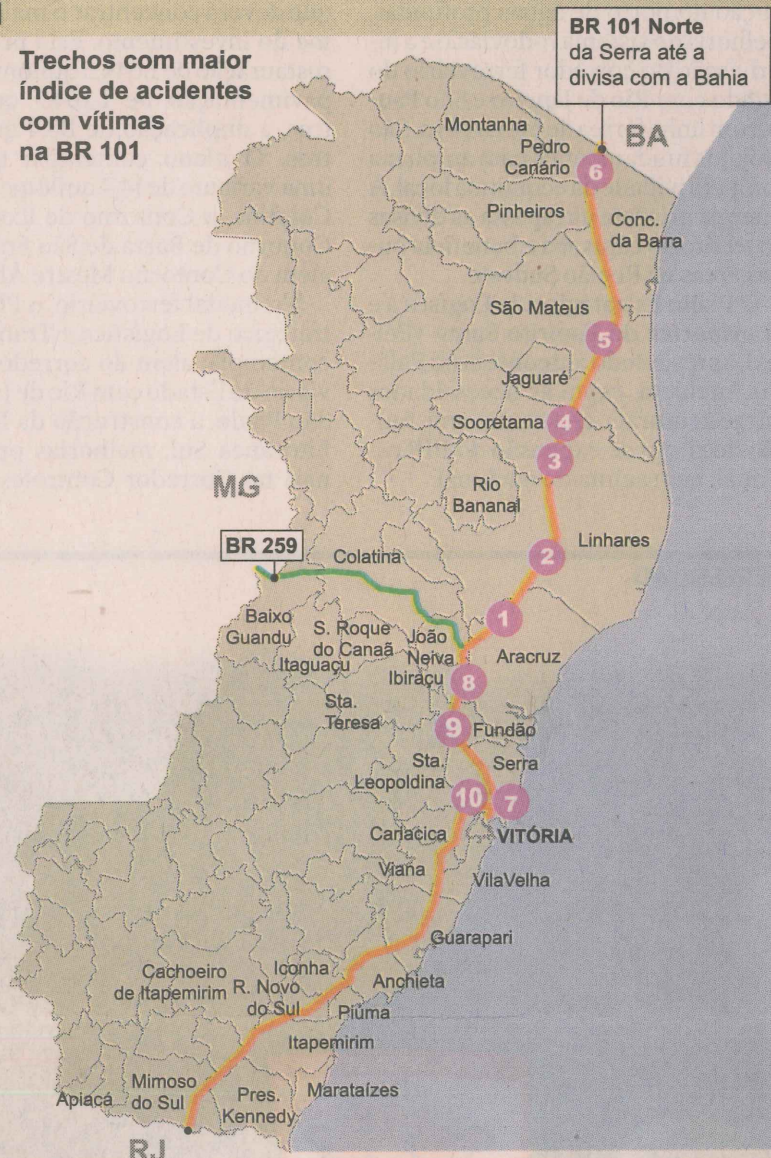 Trechos com maior
índice de acidentes
com vítimas
na BR 101
BR 101 Norte
da Serra até a
divisa com a Bahia
BA
Montanha
Pedro
Canário
6
Pinheiros
Conc.
da Barra
São Mateus
5
Jaguaré
Sooretama
4
3
MG
Rio
Bananal
BR 259
Colatina
2
Linhares
Baixo
Guandu
S. Roque
do Canaã
Itaguaçu
João
Neiva
1
Aracruz
Ibiraçu
8
Sta.
Teresa
9
Fundão
Sta.
Leopoldina
Serra
10
7
Cariacica
VITÓRIA
Viana
VilaVelha
Guarapari
Cachoeiro
de Itapemirim
Iconha
R. Novo
do Sul
Anchieta
Piúma
Itapemirim
Apiacá
Mimoso
do Sul
Pres.
Kennedy
Marataízes
RJ